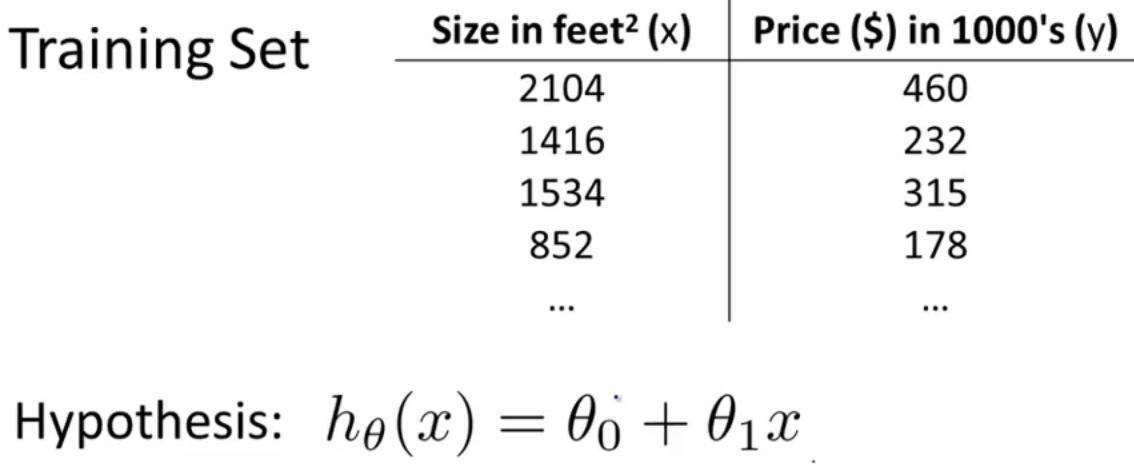 Training Set
Size in feet² (x) Price ($) in 1000's (y)
2104 460
1416 232
1534 315
852 178
... ...
Hypothesis: hθ(x) = θ₀ + θ₁x